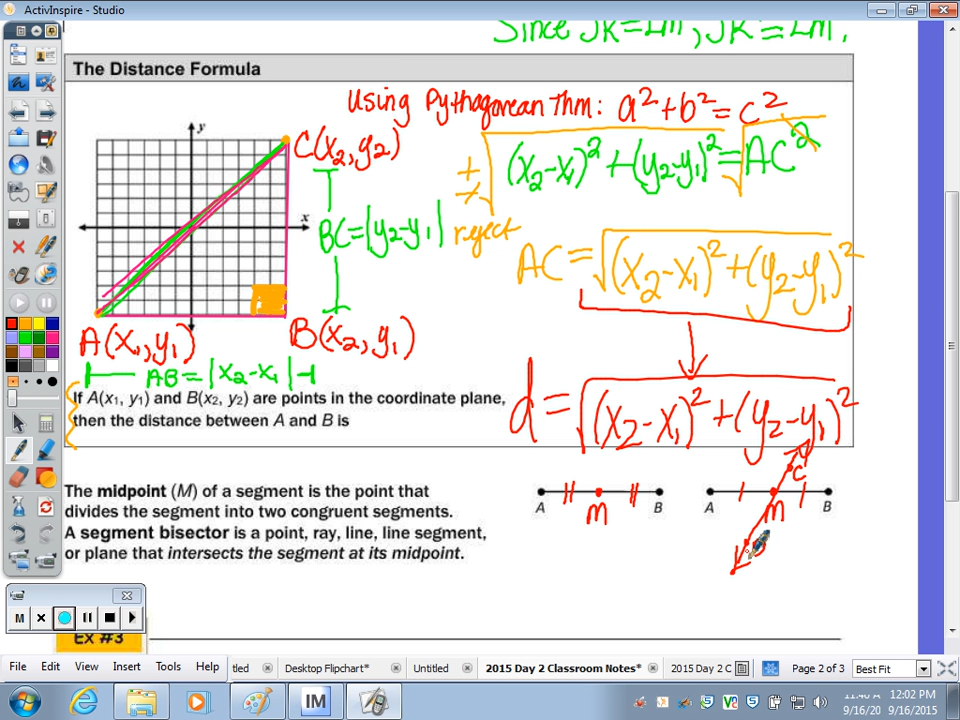 ActivInspire - Studio
Since JK=LM, JK≅LM.
The Distance Formula
Using Pythagorean Thm: a²+b²=c²
y
C(x₂,y₂)
(x₂-x₁)²+(y₂-y₁)²=AC²
+
x
BC=|y₂-y₁|
reject
AC=√(x₂-x₁)²+(y₂-y₁)²
A(x₁,y₁)
B(x₂,y₁)
AB=|x₂-x₁|
d=√(x₂-x₁)²+(y₂-y₁)²
If A(x₁, y₁) and B(x₂, y₂) are points in the coordinate plane,
then the distance between A and B is
The midpoint (M) of a segment is the point that
divides the segment into two congruent segments.
A segment bisector is a point, ray, line, line segment,
or plane that intersects the segment at its midpoint.
A M B
A M B
C
Ex #3
File Edit View Insert Tools Help
tled Desktop Flipchart* Untitled 2015 Day 2 Classroom Notes* 2015 Day 2 C
Page 2 of 3 Best Fit
IM
12:02 PM
9/16/2015